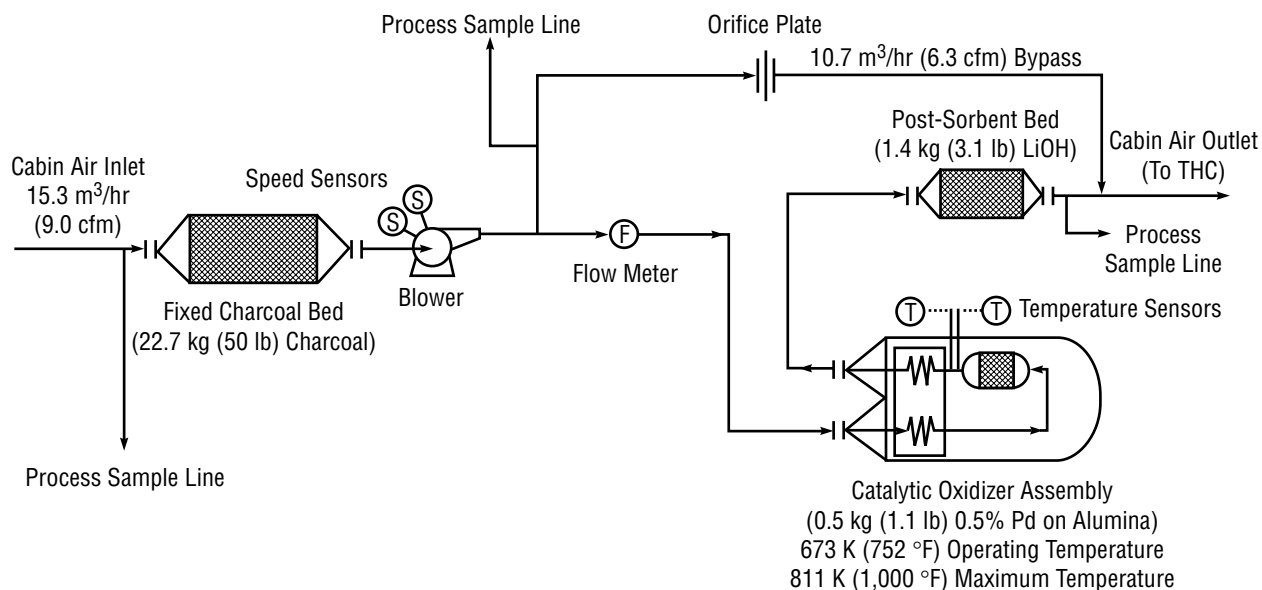 Process Sample Line
Orifice Plate
10.7 m³/hr (6.3 cfm) Bypass
Post-Sorbent Bed
(1.4 kg (3.1 lb) LiOH)
Cabin Air Outlet
(To THC)
Cabin Air Inlet
15.3 m³/hr
(9.0 cfm)
Speed Sensors
S
S
F
Process
Sample Line
Flow Meter
Blower
Fixed Charcoal Bed
(22.7 kg (50 lb) Charcoal)
T
T
Temperature Sensors
Process Sample Line
Catalytic Oxidizer Assembly
(0.5 kg (1.1 lb) 0.5% Pd on Alumina)
673 K (752 °F) Operating Temperature
811 K (1,000 °F) Maximum Temperature